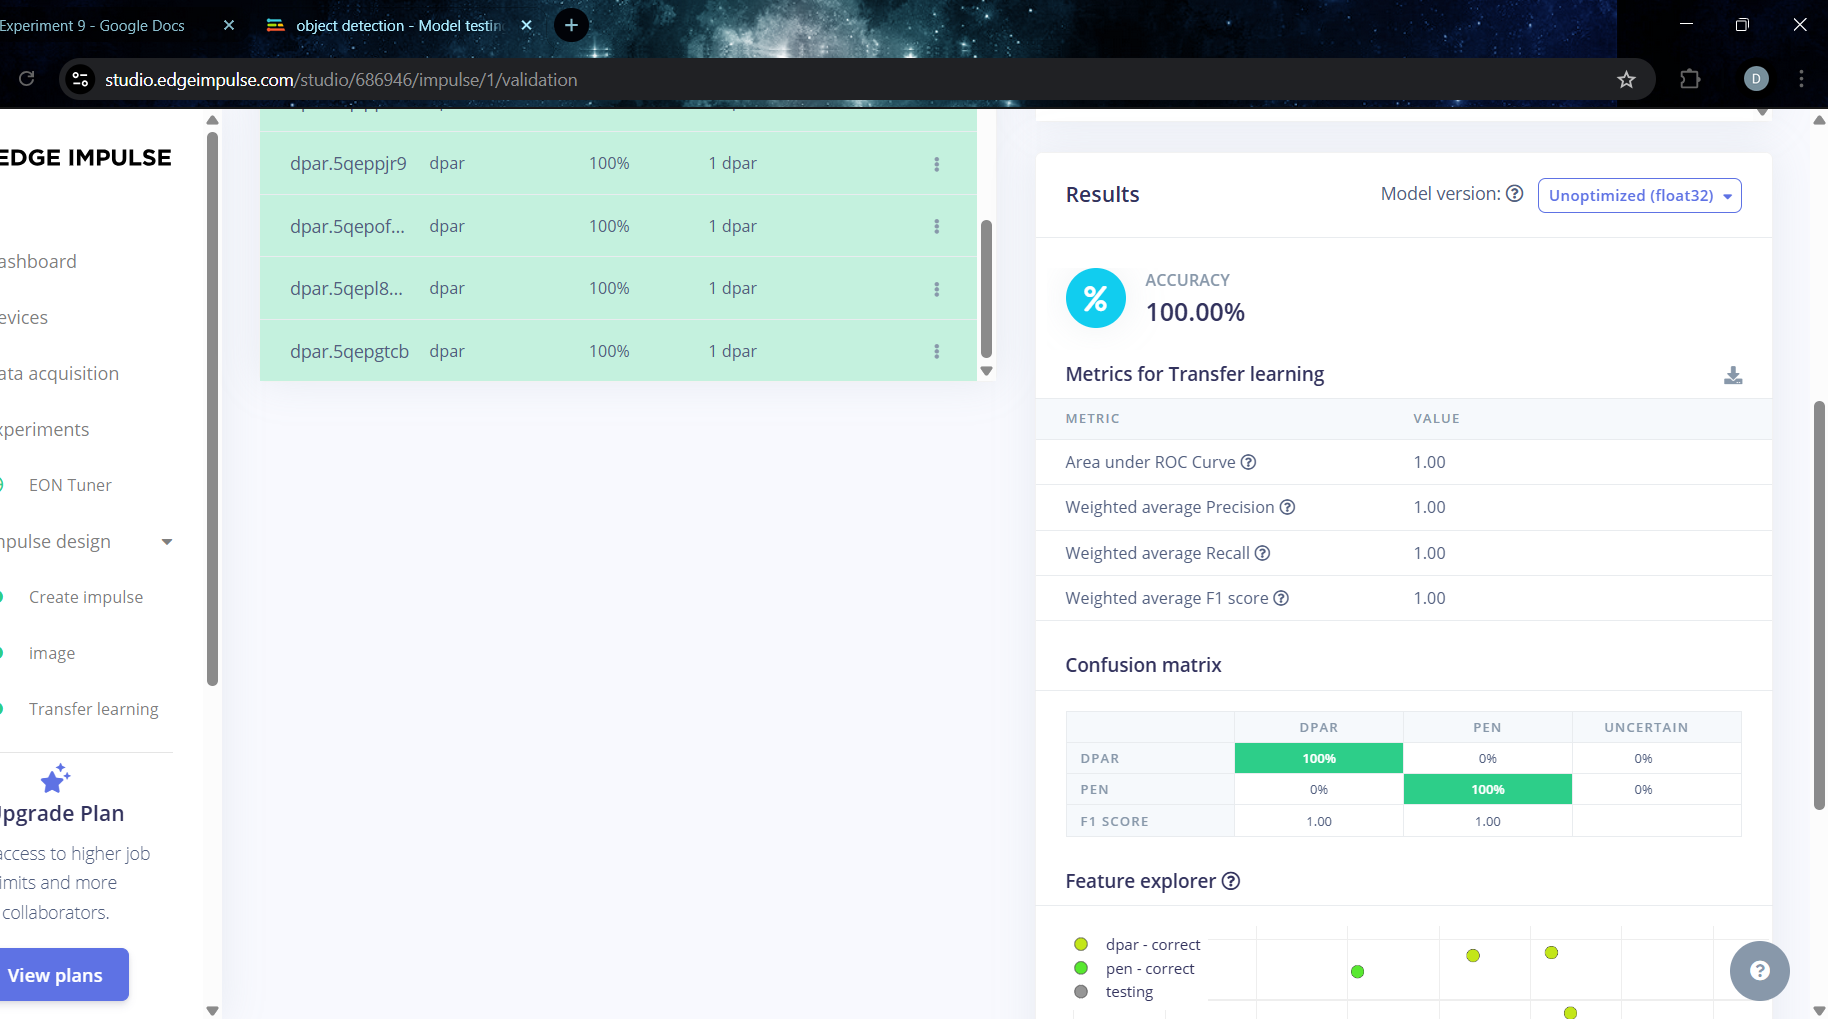 Experiment 9 - Google Docs
object detection - Model testin
studio.edgeimpulse.com/studio/686946/impulse/1/validation
D
EDGE IMPULSE
ashboard
evices
ata acquisition
xperiments
EON Tuner
mpulse design
Create impulse
image
Transfer learning
Upgrade Plan
access to higher job
limits and more
collaborators.
View plans
dpar.5qeppjr9 dpar 100% 1 dpar
dpar.5qepof... dpar 100% 1 dpar
dpar.5qepl8... dpar 100% 1 dpar
dpar.5qepgtcb dpar 100% 1 dpar
Results
Model version: Unoptimized (float32)
%
ACCURACY
100.00%
Metrics for Transfer learning
METRIC VALUE
Area under ROC Curve 1.00
Weighted average Precision 1.00
Weighted average Recall 1.00
Weighted average F1 score 1.00
Confusion matrix
DPAR PEN UNCERTAIN
DPAR 100% 0% 0%
PEN 0% 100% 0%
F1 SCORE 1.00 1.00
Feature explorer
dpar - correct
pen - correct
testing